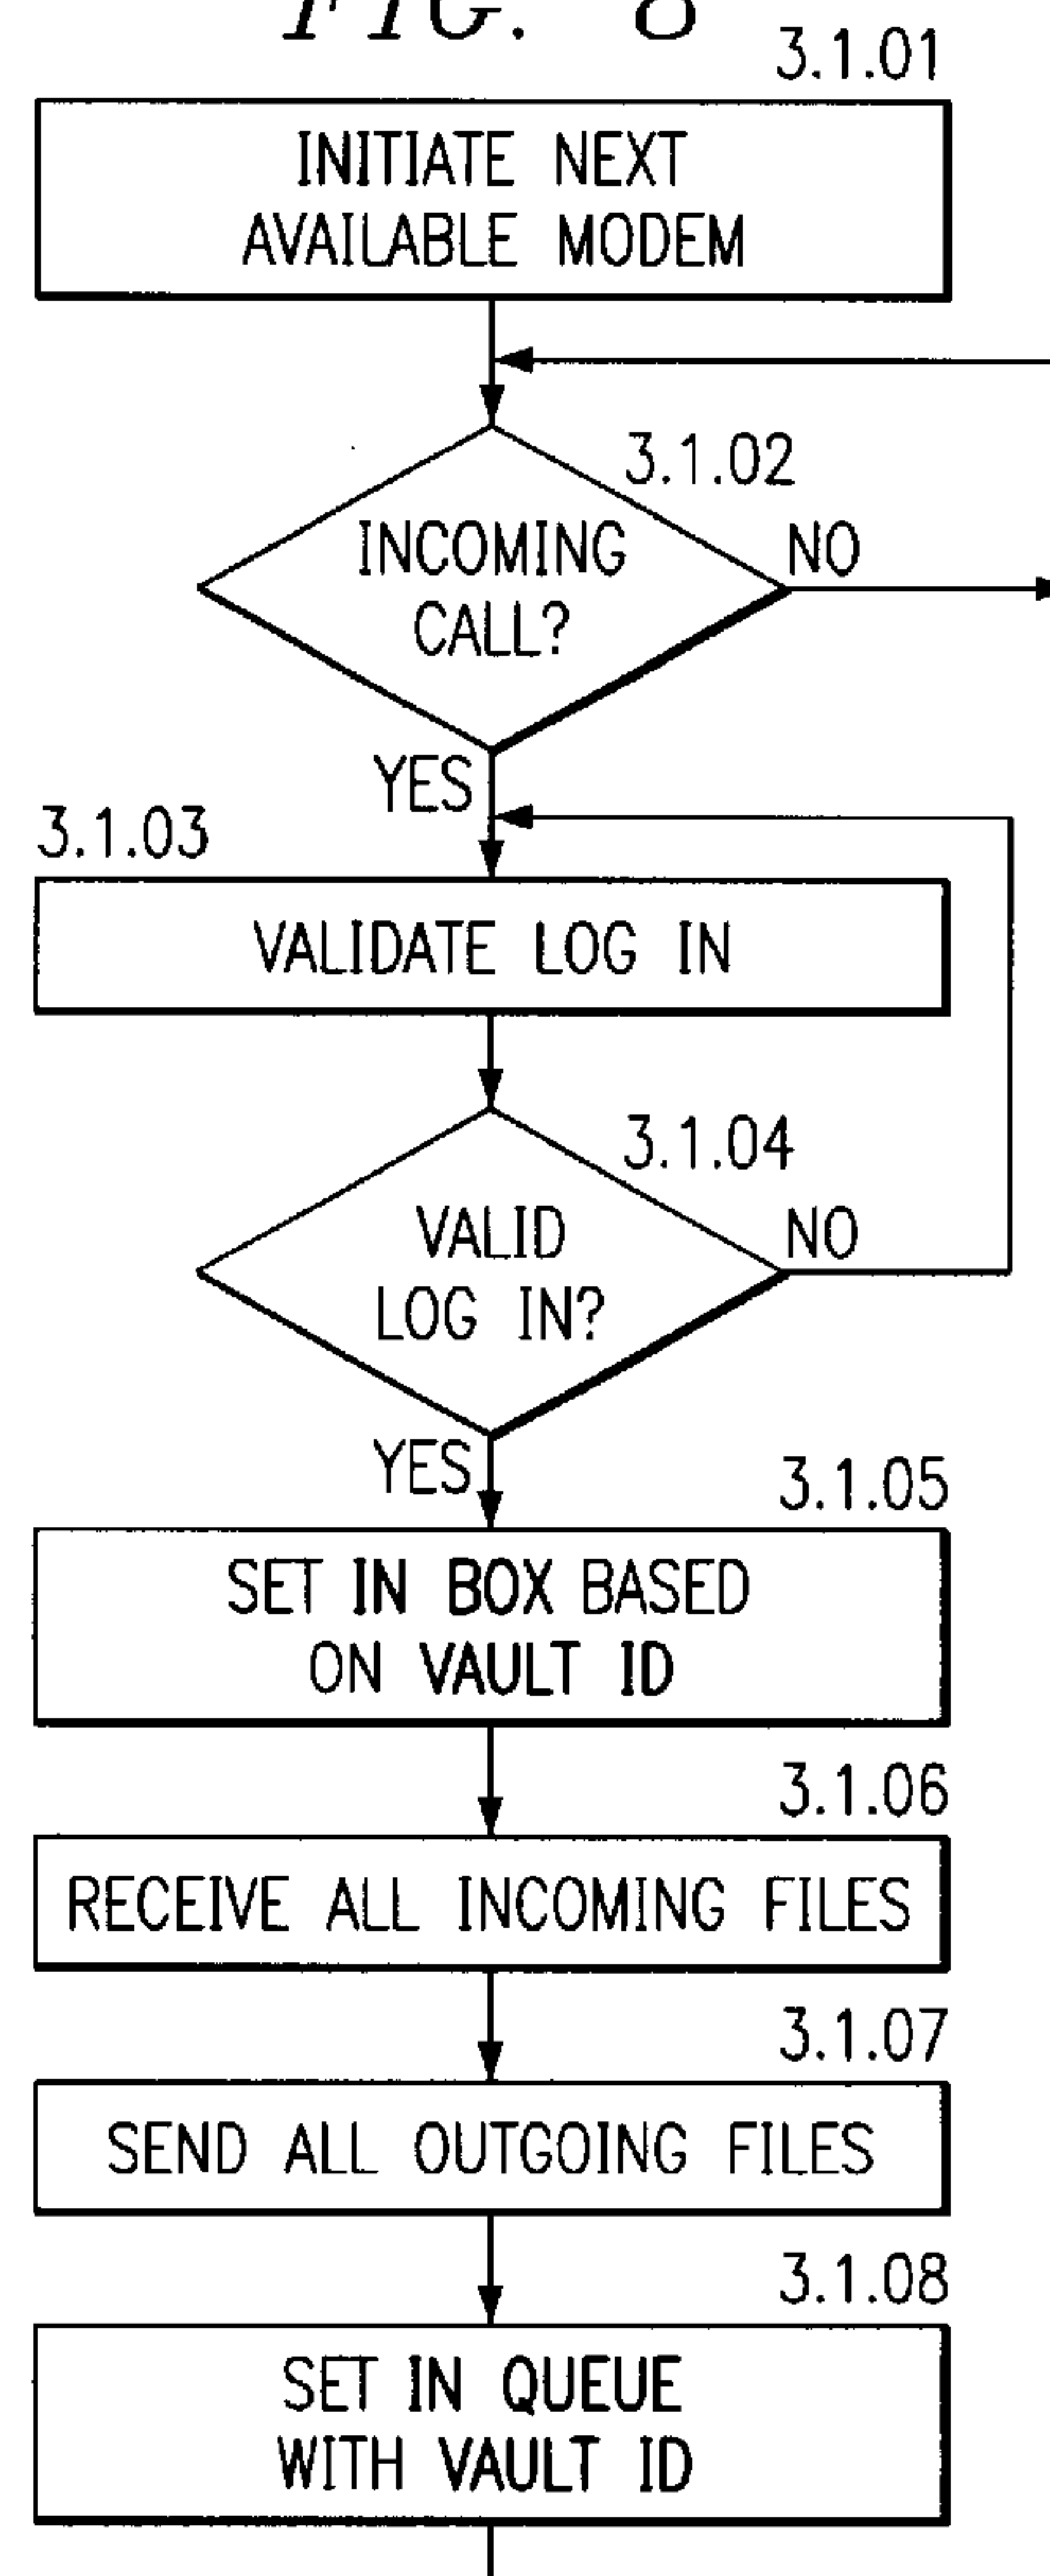 FIG. 8
3.1.01
INITIATE NEXT
AVAILABLE MODEM
3.1.02
INCOMING
CALL?
NO
YES
3.1.03
VALIDATE LOG IN
3.1.04
VALID
LOG IN?
NO
YES
3.1.05
SET IN BOX BASED
ON VAULT ID
3.1.06
RECEIVE ALL INCOMING FILES
3.1.07
SEND ALL OUTGOING FILES
3.1.08
SET IN QUEUE
WITH VAULT ID